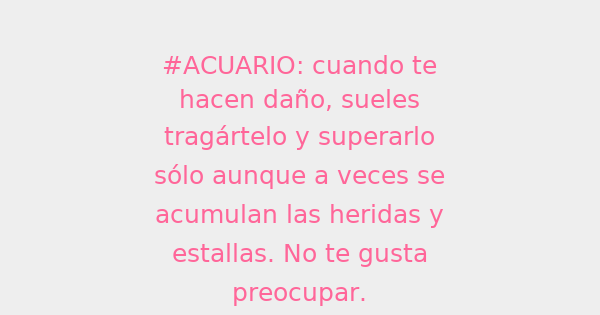 #ACUARIO: cuando te
hacen daño, sueles
tragártelo y superarlo
sólo aunque a veces se
acumulan las heridas y
estallas. No te gusta
preocupar.